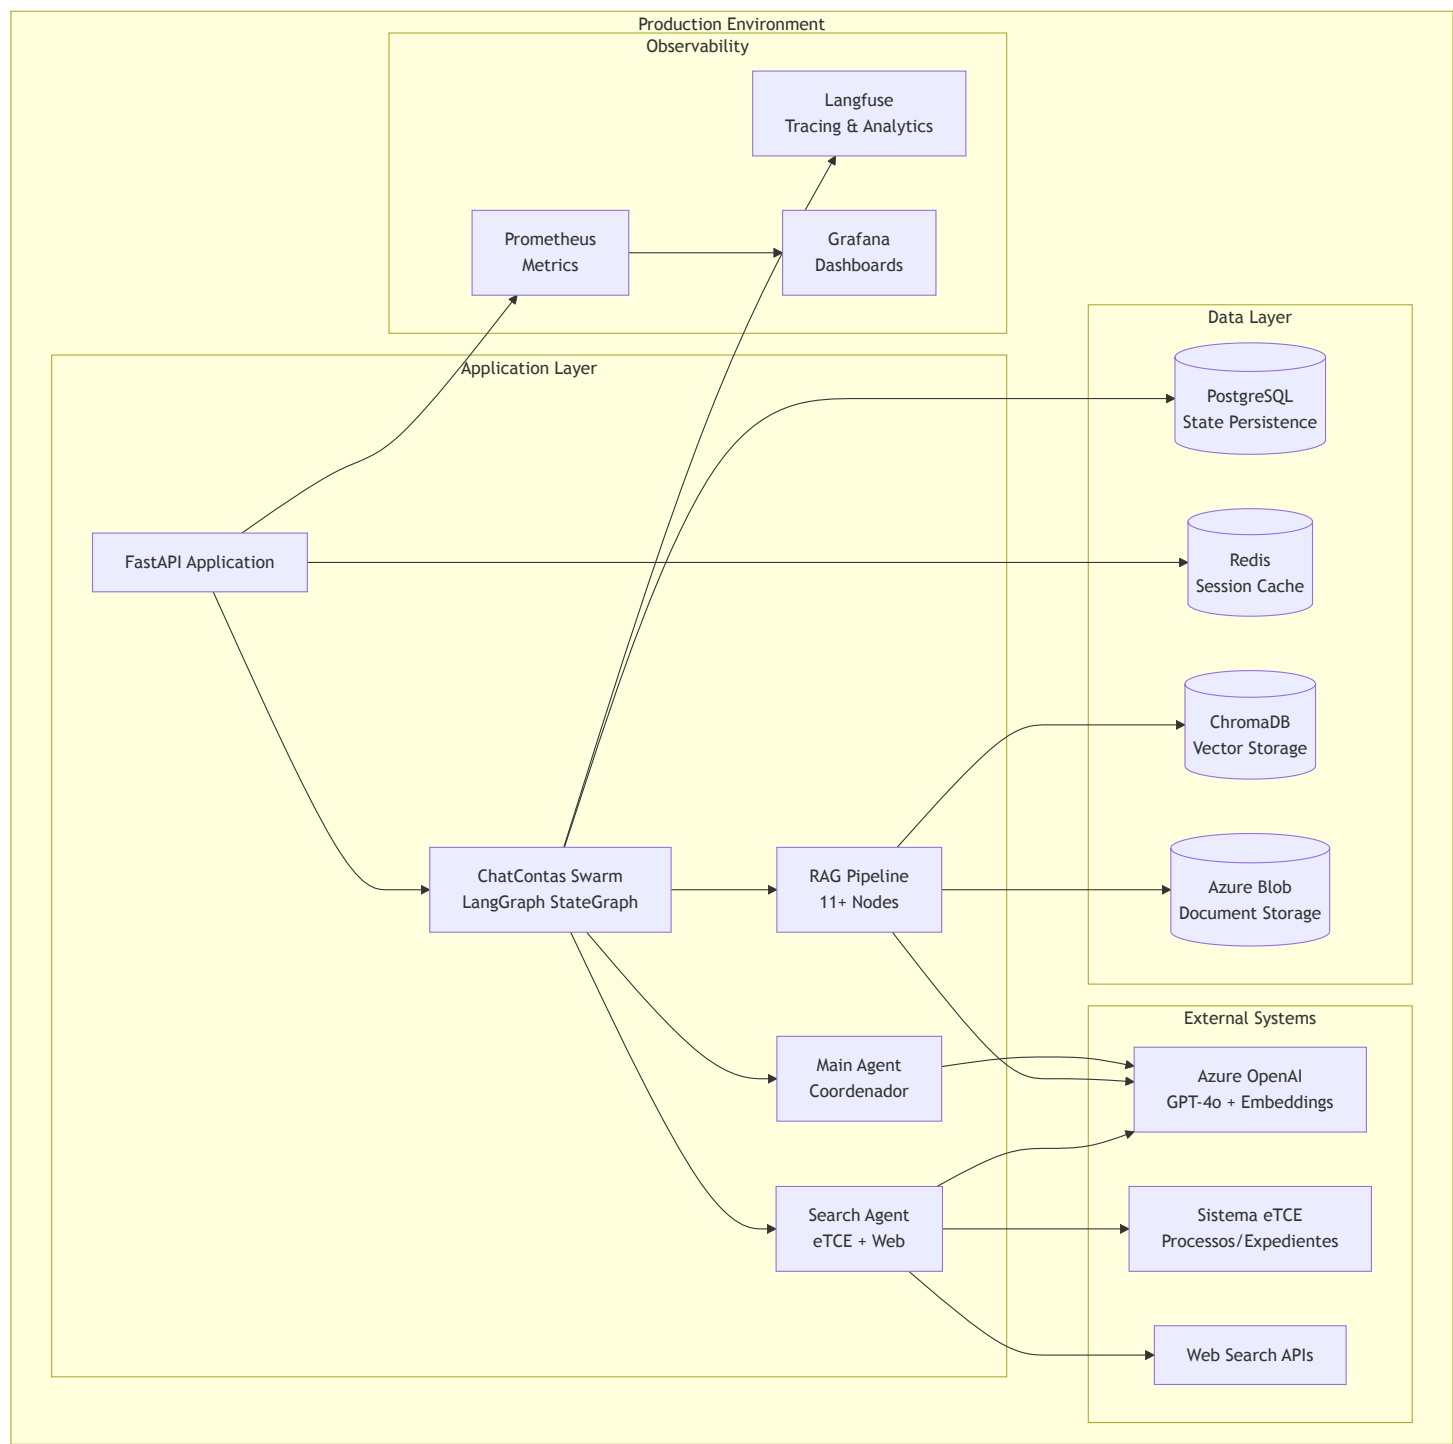 Production Environment
Observability
Langfuse
Tracing & Analytics
Prometheus
Metrics
Grafana
Dashboards
Data Layer
PostgreSQL
State Persistence
Redis
Session Cache
ChromaDB
Vector Storage
Azure Blob
Document Storage
Application Layer
FastAPI Application
ChatContas Swarm
LangGraph StateGraph
RAG Pipeline
11+ Nodes
Main Agent
Coordenador
Search Agent
eTCE + Web
External Systems
Azure OpenAI
GPT-4o + Embeddings
Sistema eTCE
Processos/Expedientes
Web Search APIs